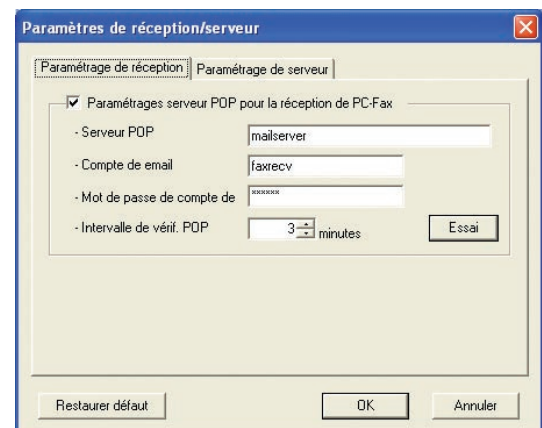 Paramètres de réception/serveur
Paramétrage de réception Paramétrage de serveur
Paramétrages serveur POP pour la réception de PC-Fax
- Serveur POP mailserver
- Compte de email faxrecv
- Mot de passe de compte de ******
- Intervalle de vérif. POP 3 minutes Essai
Restaurer défaut OK Annuler